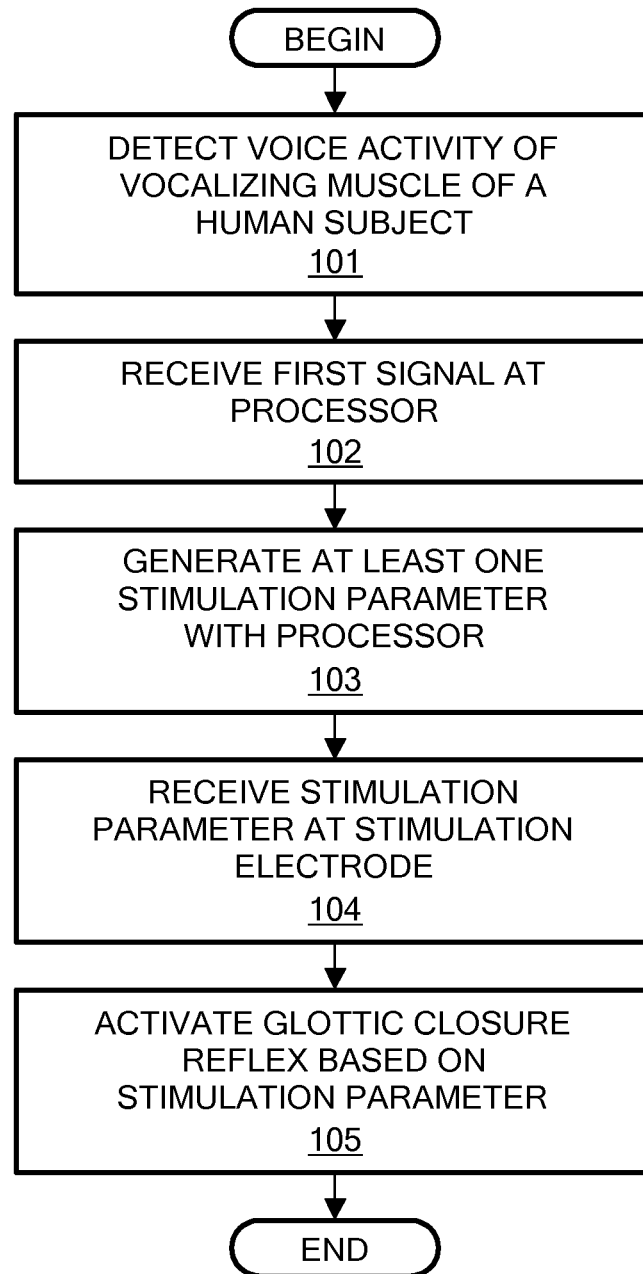 BEGIN
DETECT VOICE ACTIVITY OF
VOCALIZING MUSCLE OF A
HUMAN SUBJECT
101
RECEIVE FIRST SIGNAL AT
PROCESSOR
102
GENERATE AT LEAST ONE
STIMULATION PARAMETER
WITH PROCESSOR
103
RECEIVE STIMULATION
PARAMETER AT STIMULATION
ELECTRODE
104
ACTIVATE GLOTTIC CLOSURE
REFLEX BASED ON
STIMULATION PARAMETER
105
END